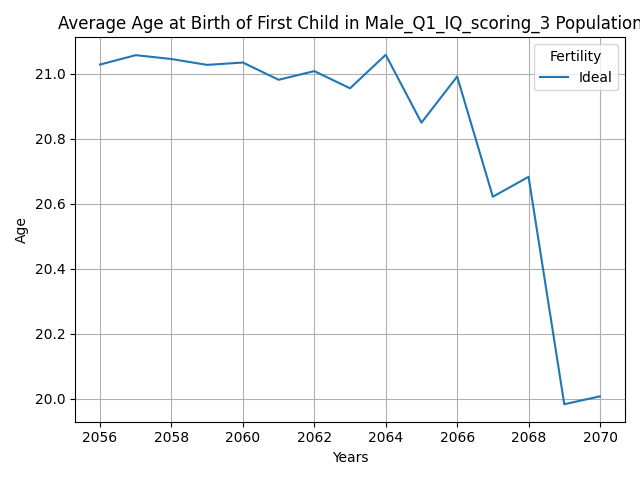 Average Age at Birth of First Child in Male_Q1_IQ_scoring_3 Population
Fertility
Ideal
21.0
20.8
20.6
20.4
20.2
20.0
Age
2056 2058 2060 2062 2064 2066 2068 2070
Years